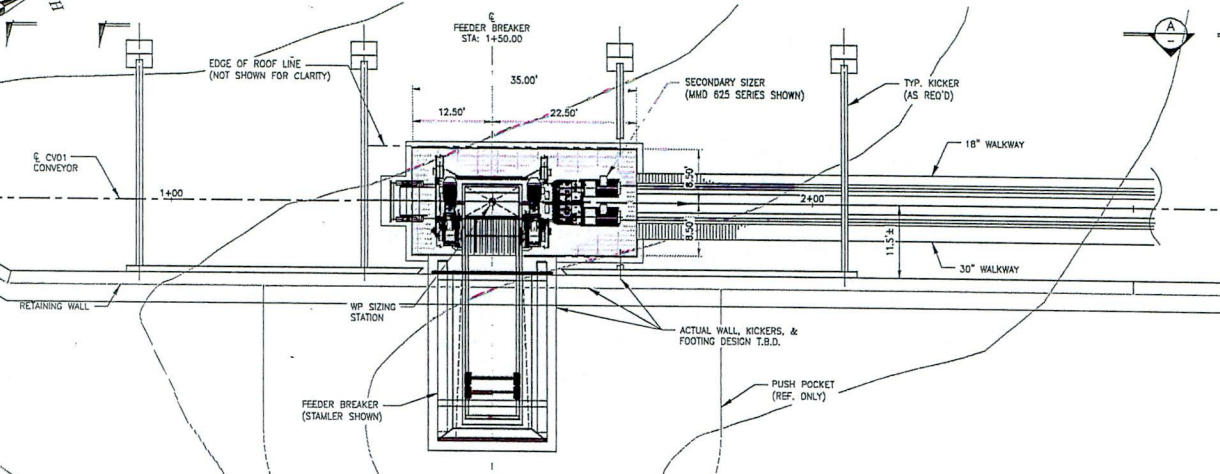 ℄
FEEDER BREAKER
STA: 1+50.00
A
–
EDGE OF ROOF LINE
(NOT SHOWN FOR CLARITY)
35.00'
12.50'
22.50'
SECONDARY SIZER
(MMD 625 SERIES SHOWN)
TYP. KICKER
(AS REQ'D)
18" WALKWAY
℄ CV01
CONVEYOR
1+00
8.50'
2+00
8.50'
11.5'±
30" WALKWAY
RETAINING WALL
WP SIZING
STATION
ACTUAL WALL, KICKERS, &
FOOTING DESIGN T.B.D.
FEEDER BREAKER
(STAMLER SHOWN)
PUSH POCKET
(REF. ONLY)